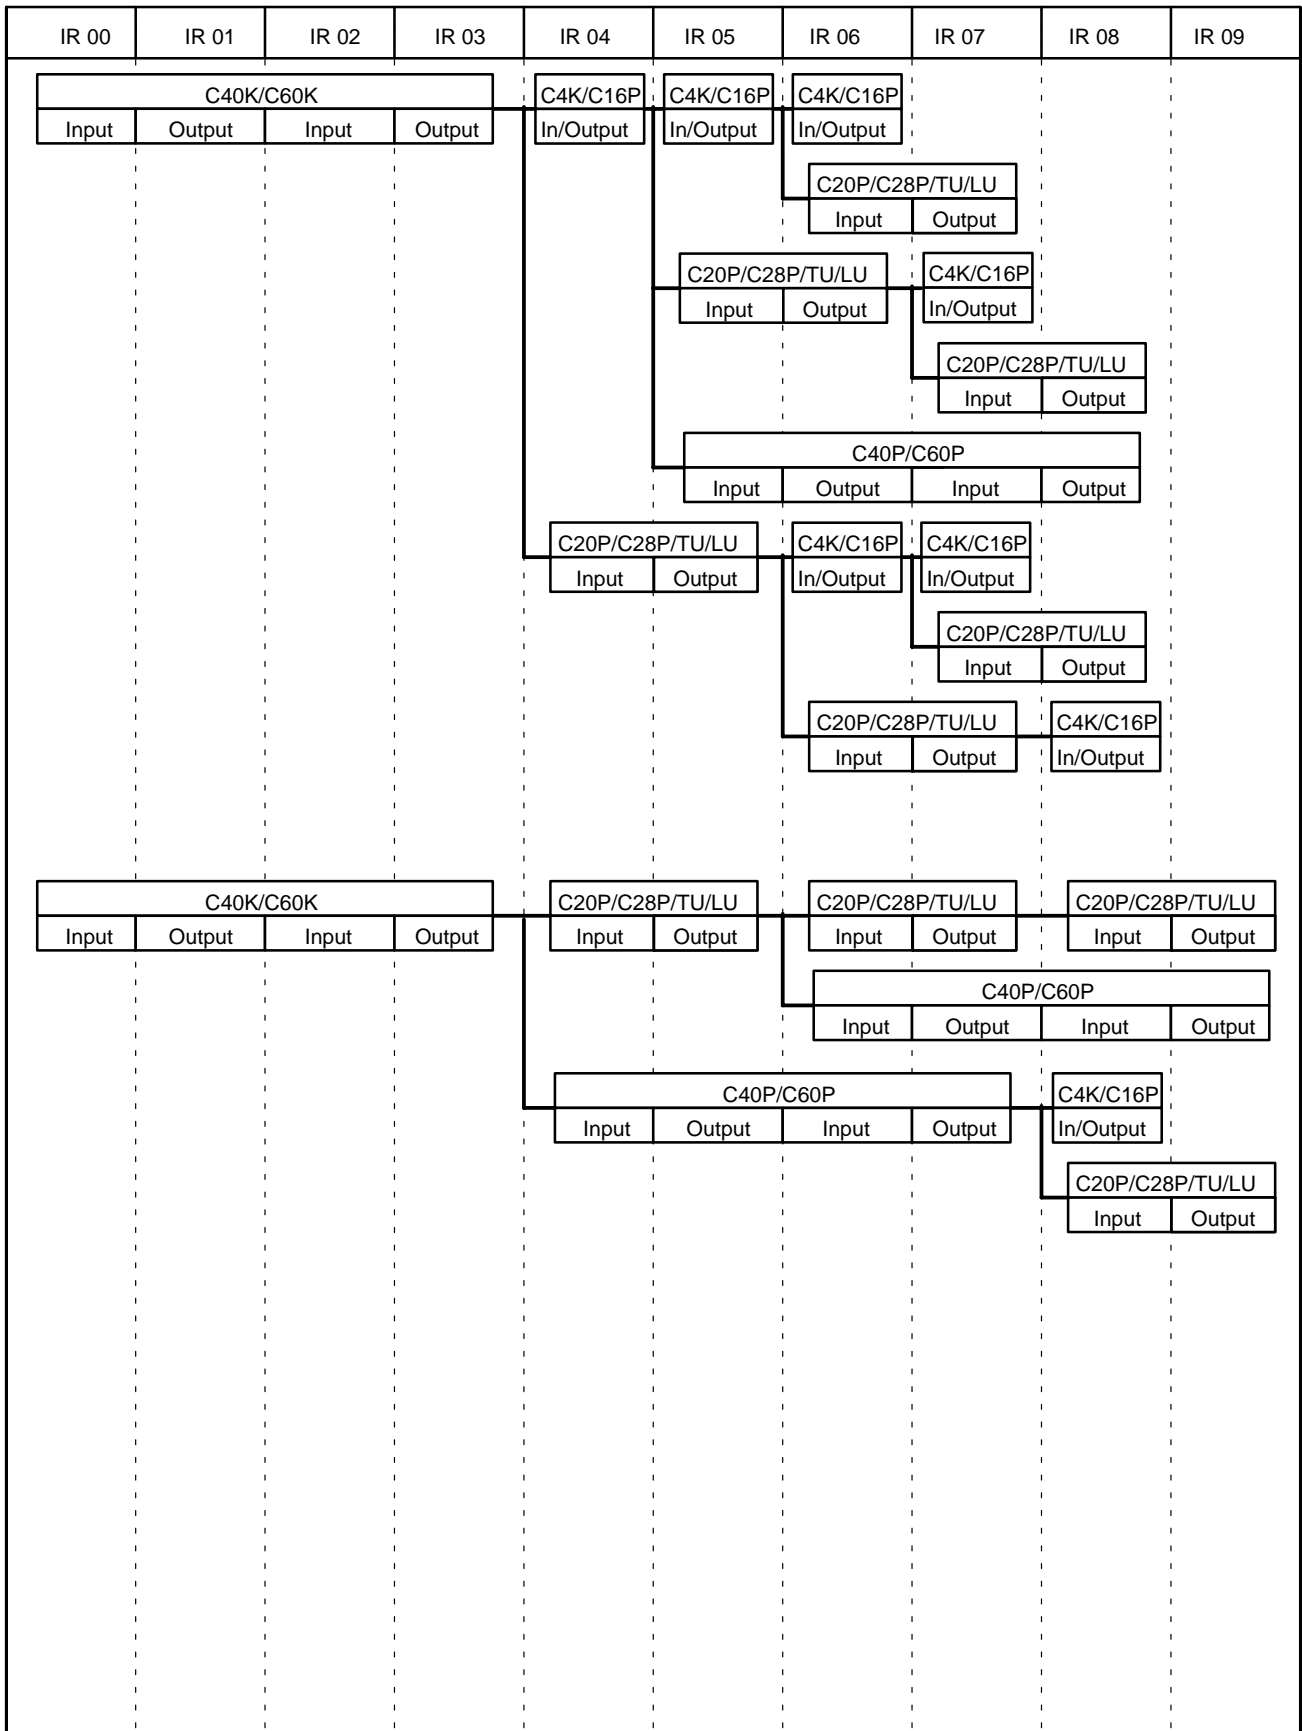 IR 00 IR 01 IR 02 IR 03 IR 04 IR 05 IR 06 IR 07 IR 08 IR 09
C40K/C60K C4K/C16P C4K/C16P C4K/C16P
Input Output Input Output In/Output In/Output In/Output
C20P/C28P/TU/LU
Input Output
C20P/C28P/TU/LU C4K/C16P
Input Output In/Output
C20P/C28P/TU/LU
Input Output
C40P/C60P
Input Output Input Output
C20P/C28P/TU/LU C4K/C16P C4K/C16P
Input Output In/Output In/Output
C20P/C28P/TU/LU
Input Output
C20P/C28P/TU/LU C4K/C16P
Input Output In/Output
C40K/C60K C20P/C28P/TU/LU C20P/C28P/TU/LU C20P/C28P/TU/LU
Input Output Input Output Input Output Input Output Input Output
C40P/C60P
Input Output Input Output
C40P/C60P C4K/C16P
Input Output Input Output In/Output
C20P/C28P/TU/LU
Input Output